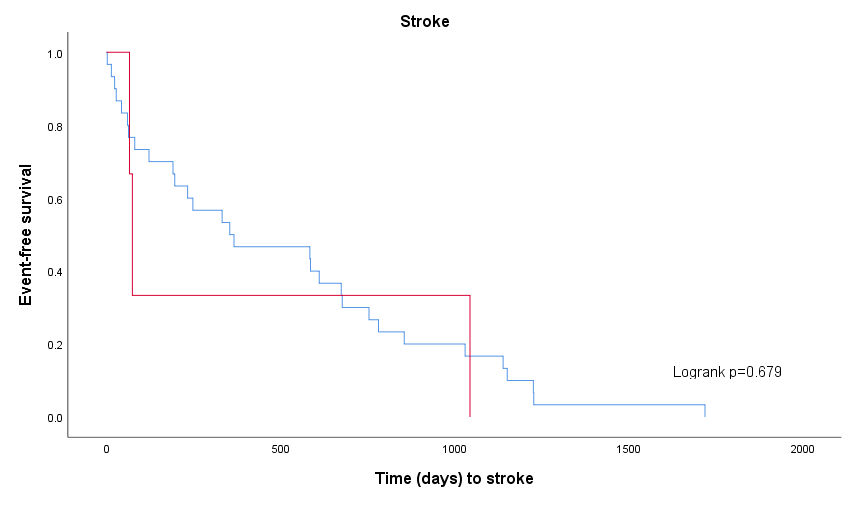 Stroke
1.0
0.8
0.6
0.4
0.2
0.0
Event-free survival
Logrank p=0.679
0 500 1000 1500 2000
Time (days) to stroke